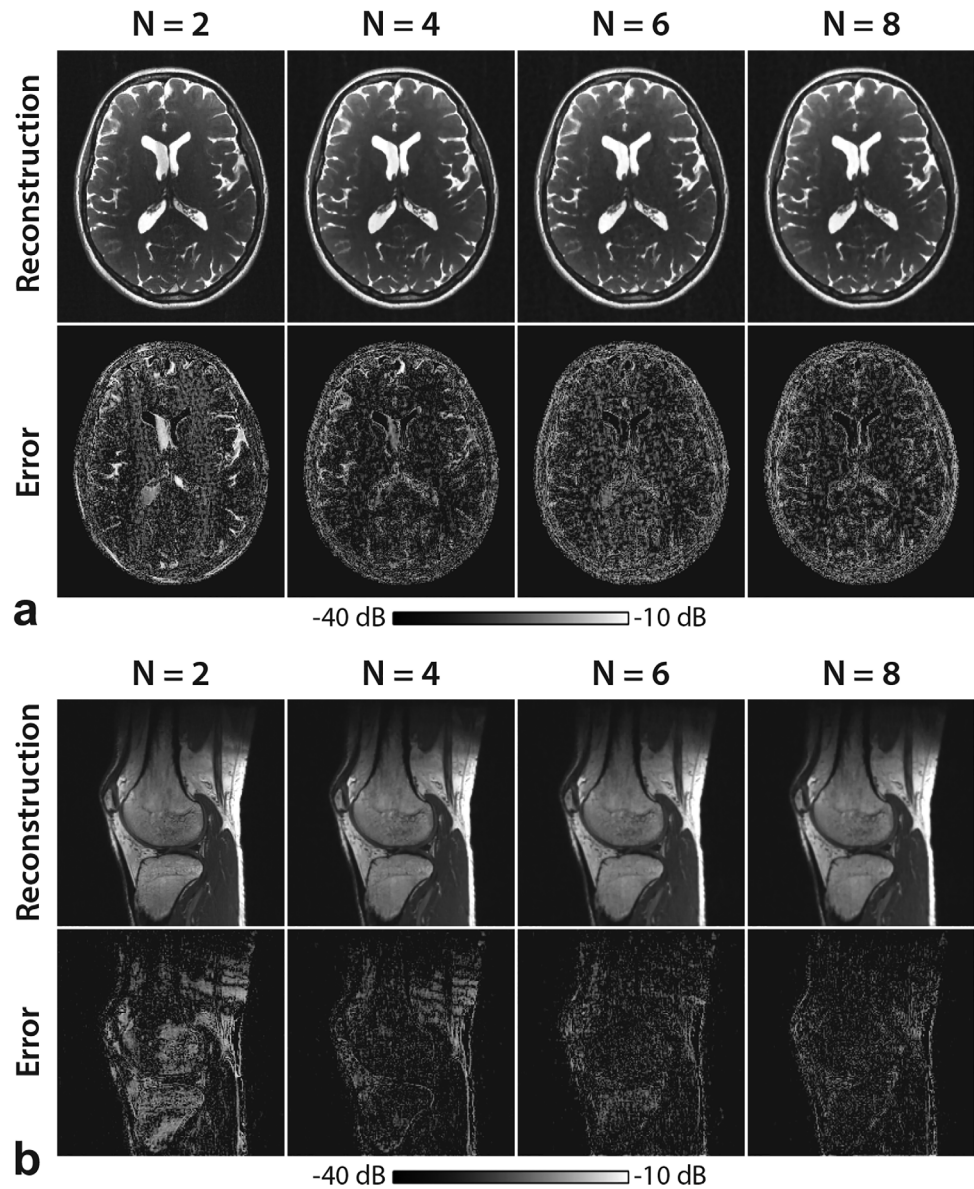 N = 2 N = 4 N = 6 N = 8
Reconstruction
Error
a
-40 dB -10 dB
N = 2 N = 4 N = 6 N = 8
Reconstruction
Error
b
-40 dB -10 dB